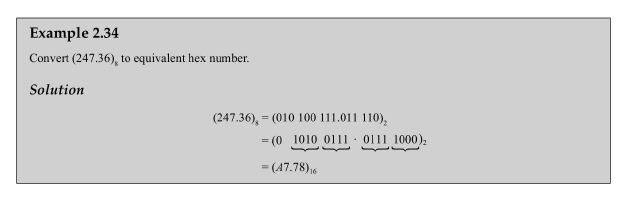 Example 2.34
Convert (247.36)₈ to equivalent hex number.
Solution
(247.36)₈ = (010 100 111.011 110)₂
= (0 1010 0111 · 0111 1000)₂
= (A7.78)₁₆